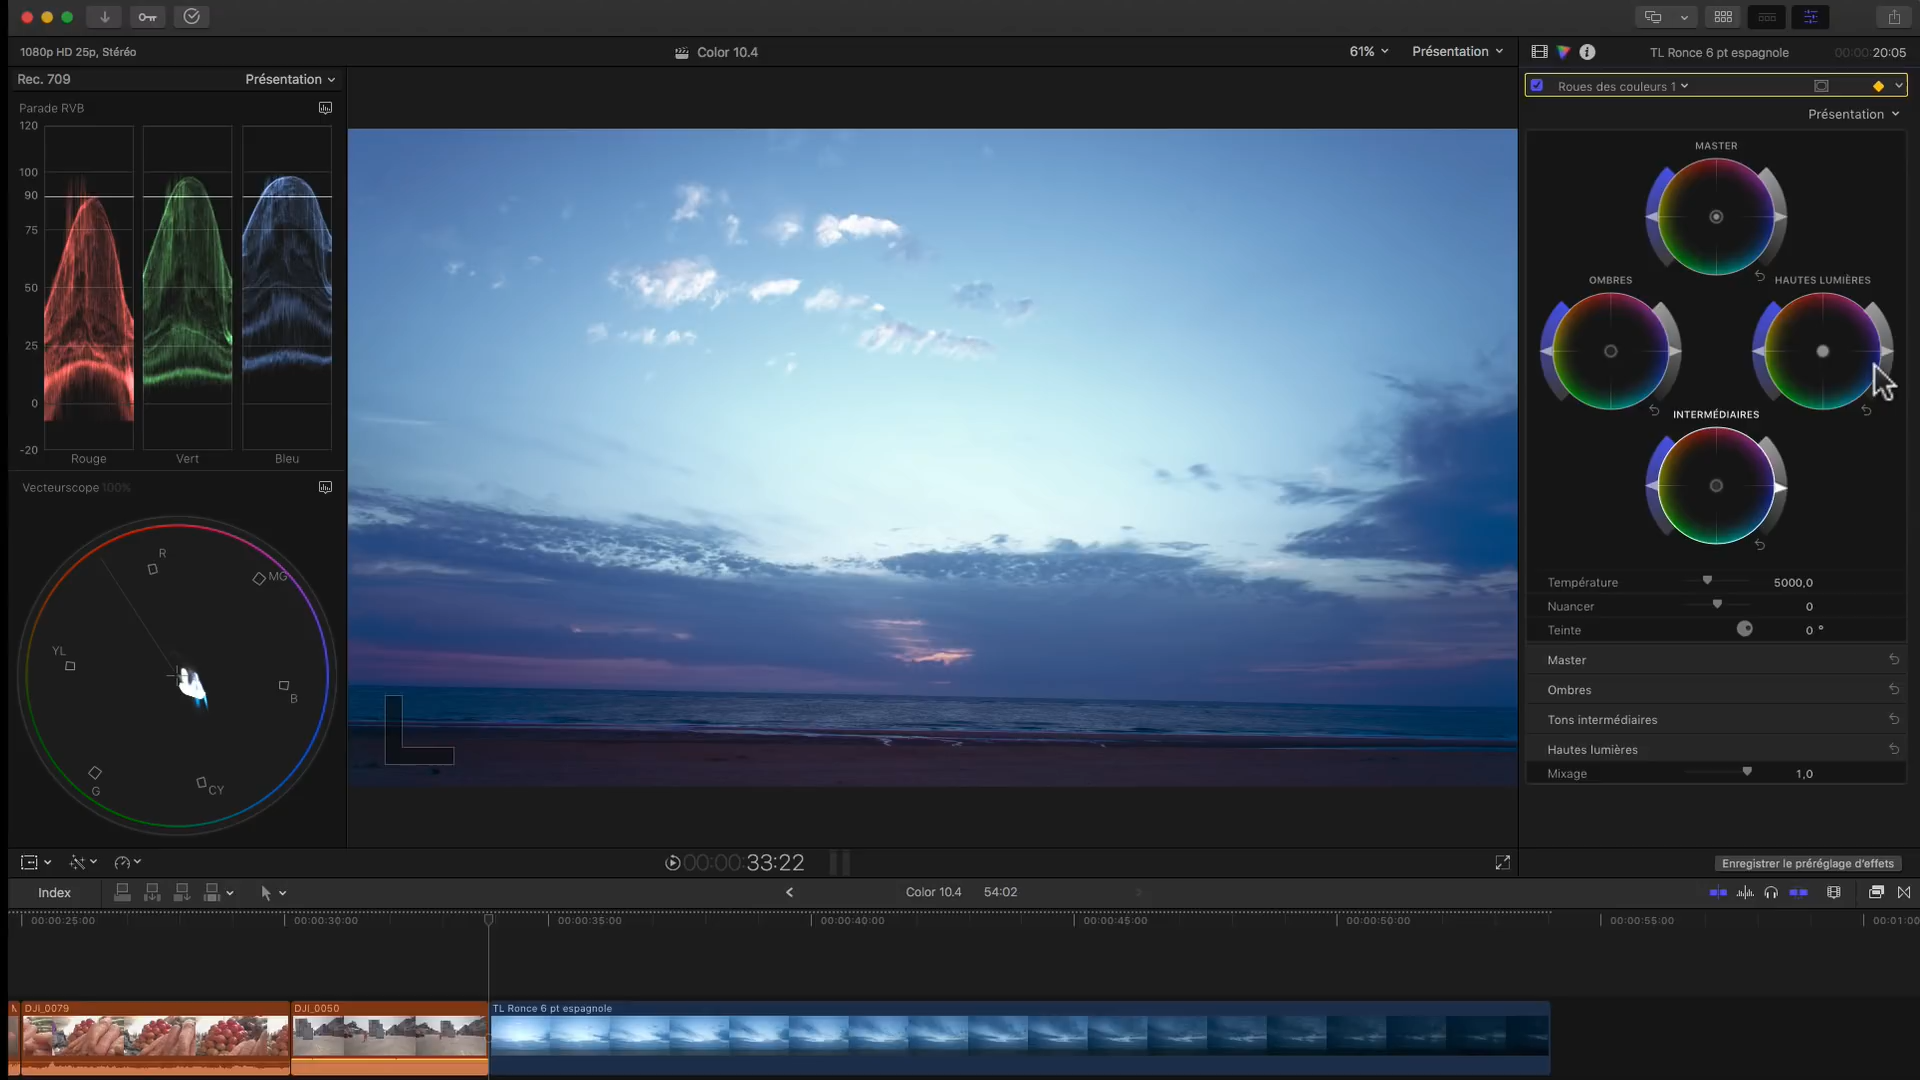 1080p HD 25p, Stéréo
Color 10.4
61%
Présentation
TL Ronce 6 pt espagnole
00:00:20:05
Rec. 709
Présentation
Roues des couleurs 1
Présentation
Parade RVB
120
100
90
75
50
25
0
-20
Rouge
Vert
Bleu
MASTER
OMBRES
HAUTES LUMIÈRES
INTERMÉDIAIRES
Vecteurscope 100%
R
MG
YL
B
G
CY
Température
5000,0
Nuancer
0
Teinte
0 °
Master
Ombres
Tons intermédiaires
Hautes lumières
Mixage
1,0
00:00:00:33:22
Enregistrer le préréglage d'effets
Index
Color 10.4
54:02
00:00:25:00
00:00:30:00
00:00:35:00
00:00:40:00
00:00:45:00
00:00:50:00
00:00:55:00
DJI_0079
DJI_0050
TL Ronce 6 pt espagnole